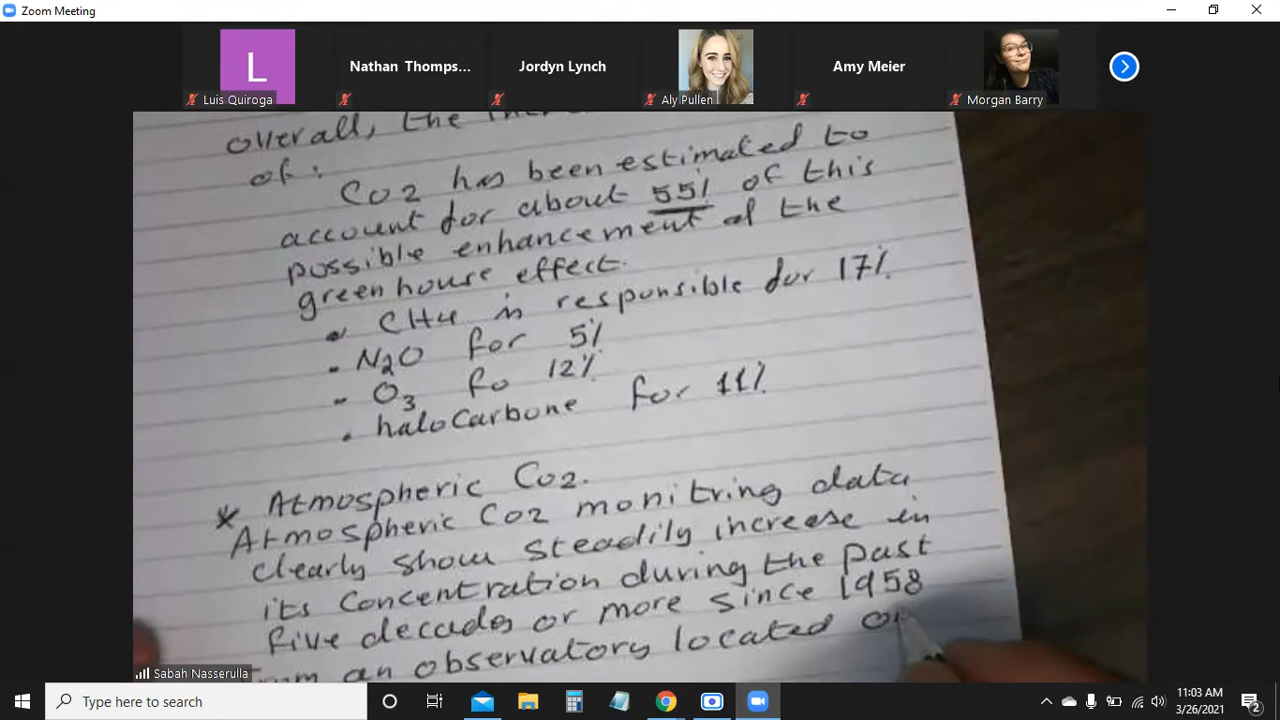 Zoom Meeting
L
Luis Quiroga
Nathan Thomps...
Jordyn Lynch
Aly Pullen
Amy Meier
Morgan Barry
overall, the
of:
CO2 has been estimated to
account for about 55% of this
possible enhancement of the
greenhouse effect.
• CH4 is responsible for 17%
• N2O for 5%
• O3 fo 12%
• halocarbone for 11%
* Atmospheric CO2.
Atmospheric CO2 monitring data
clearly show steadily increase in
its concentration during the past
five decades or more since 1958
an observatory located on
Sabah Nasserulla
Type here to search
11:03 AM
3/26/2021
2